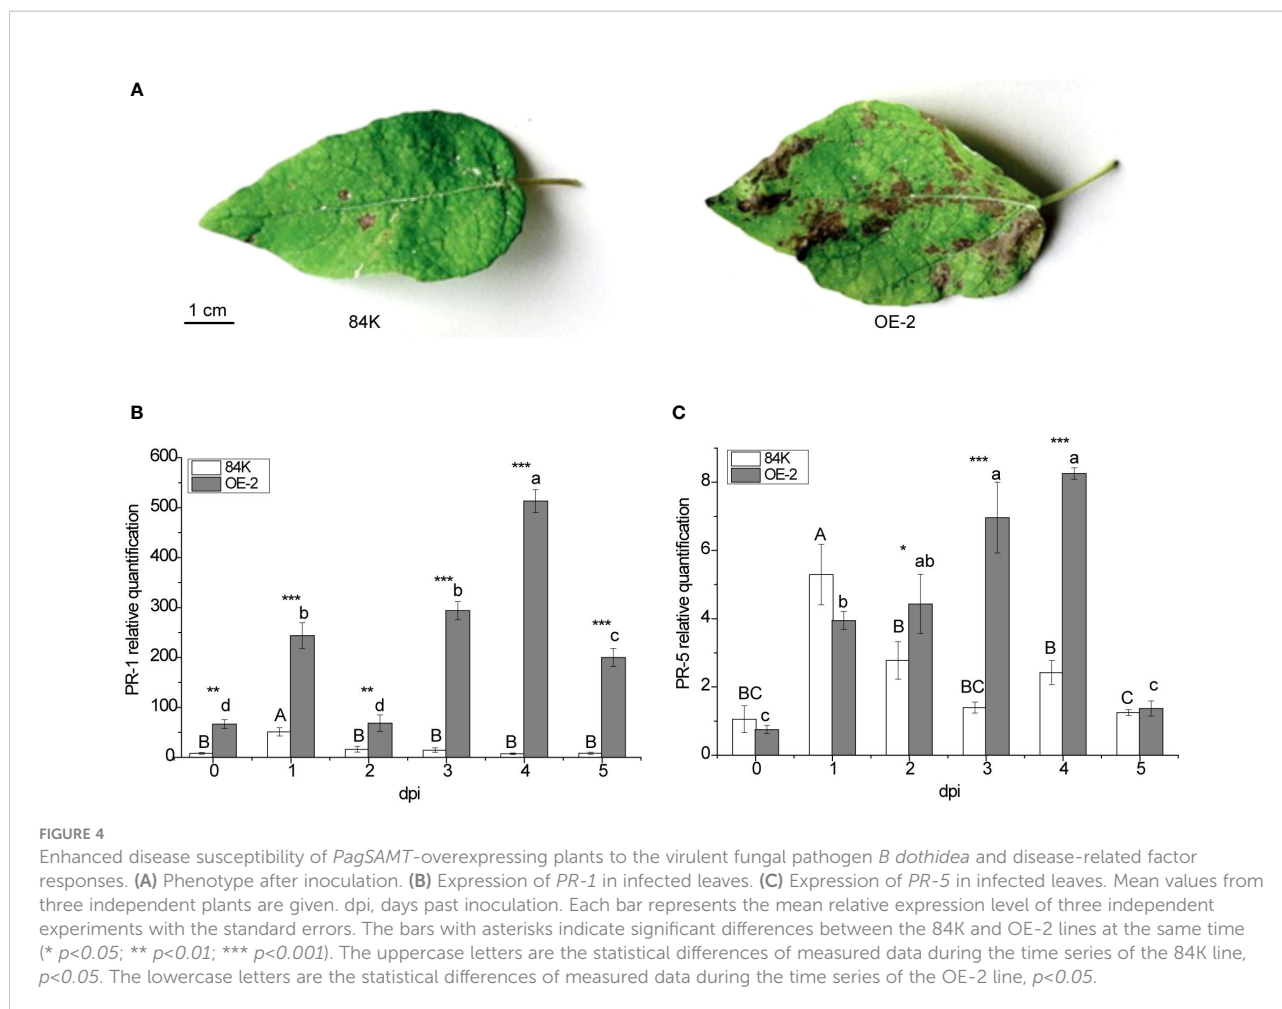 A
1 cm
84K
OE-2
B
84K
OE-2
PR-1 relative quantification
600
500
400
300
200
100
0
** *** ** *** *** ***
B d A b B d B b B a B c
0 1 2 3 4 5
dpi
C
84K
OE-2
PR-5 relative quantification
8
6
4
2
0
* *** ***
BC c A b B ab BC a B a C c
0 1 2 3 4 5
dpi
FIGURE 4
Enhanced disease susceptibility of PagSAMT-overexpressing plants to the virulent fungal pathogen B dothidea and disease-related factor
responses. (A) Phenotype after inoculation. (B) Expression of PR-1 in infected leaves. (C) Expression of PR-5 in infected leaves. Mean values from
three independent plants are given. dpi, days past inoculation. Each bar represents the mean relative expression level of three independent
experiments with the standard errors. The bars with asterisks indicate significant differences between the 84K and OE-2 lines at the same time
(* p<0.05; ** p<0.01; *** p<0.001). The uppercase letters are the statistical differences of measured data during the time series of the 84K line,
p<0.05. The lowercase letters are the statistical differences of measured data during the time series of the OE-2 line, p<0.05.